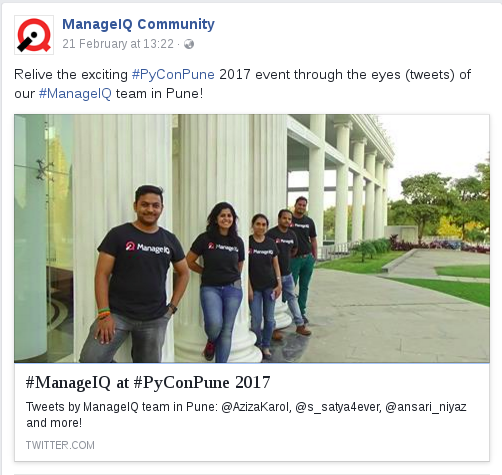 ManageIQ Community
21 February at 13:22 ·
Relive the exciting #PyConPune 2017 event through the eyes (tweets) of
our #ManageIQ team in Pune!
ManageIQ
ManageIQ
ManageIQ
ManageIQ
#ManageIQ at #PyConPune 2017
Tweets by ManageIQ team in Pune: @AzizaKarol, @s_satya4ever, @ansari_niyaz
and more!
TWITTER.COM